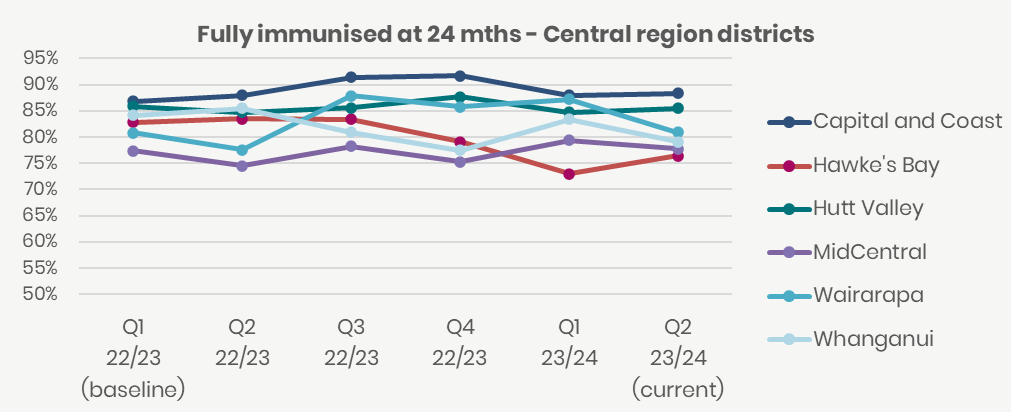 Fully immunised at 24 mths - Central region districts
95%
90%
85%
80%
75%
70%
65%
60%
55%
50%
Q1 Q2 Q3 Q4 Q1 Q2
22/23 22/23 22/23 22/23 23/24 23/24
(baseline) (current)
Capital and Coast
Hawke's Bay
Hutt Valley
MidCentral
Wairarapa
Whanganui